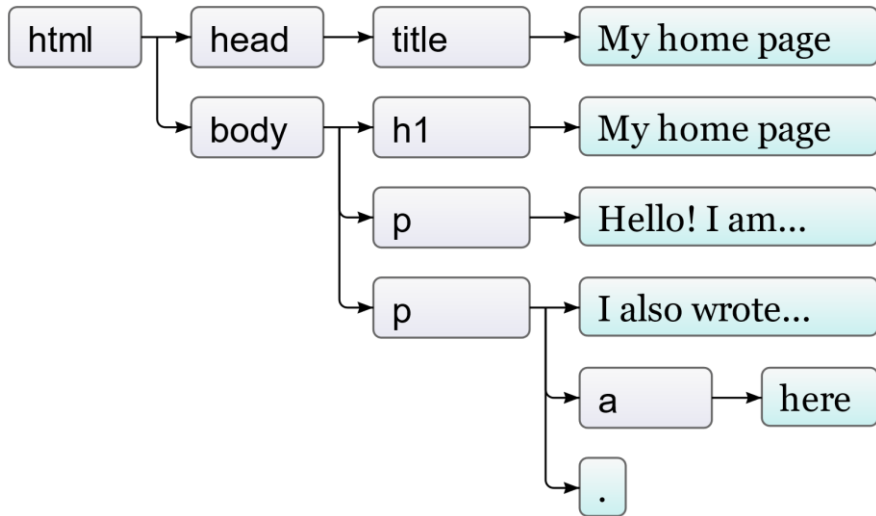 html head title My home page
body h1 My home page
p Hello! I am...
p I also wrote...
a here
.